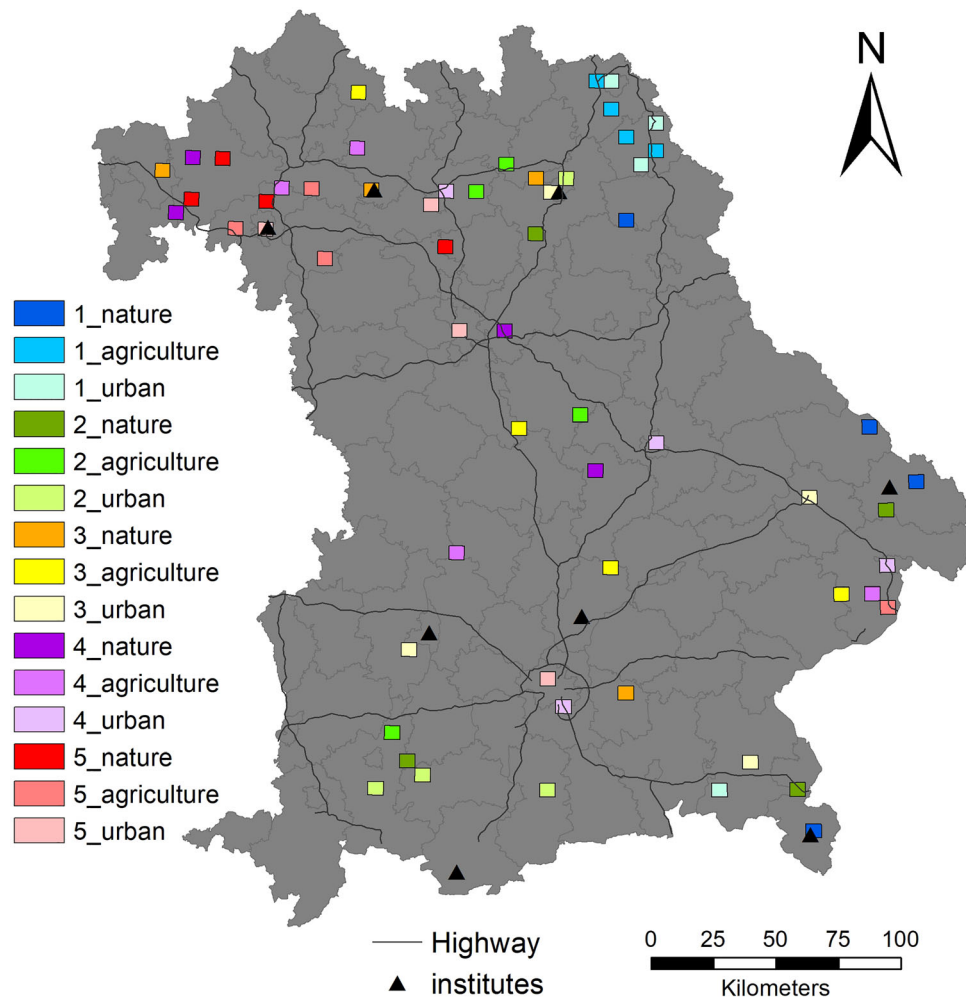 N
1_nature
1_agriculture
1_urban
2_nature
2_agriculture
2_urban
3_nature
3_agriculture
3_urban
4_nature
4_agriculture
4_urban
5_nature
5_agriculture
5_urban
Highway
institutes
0 25 50 75 100
Kilometers